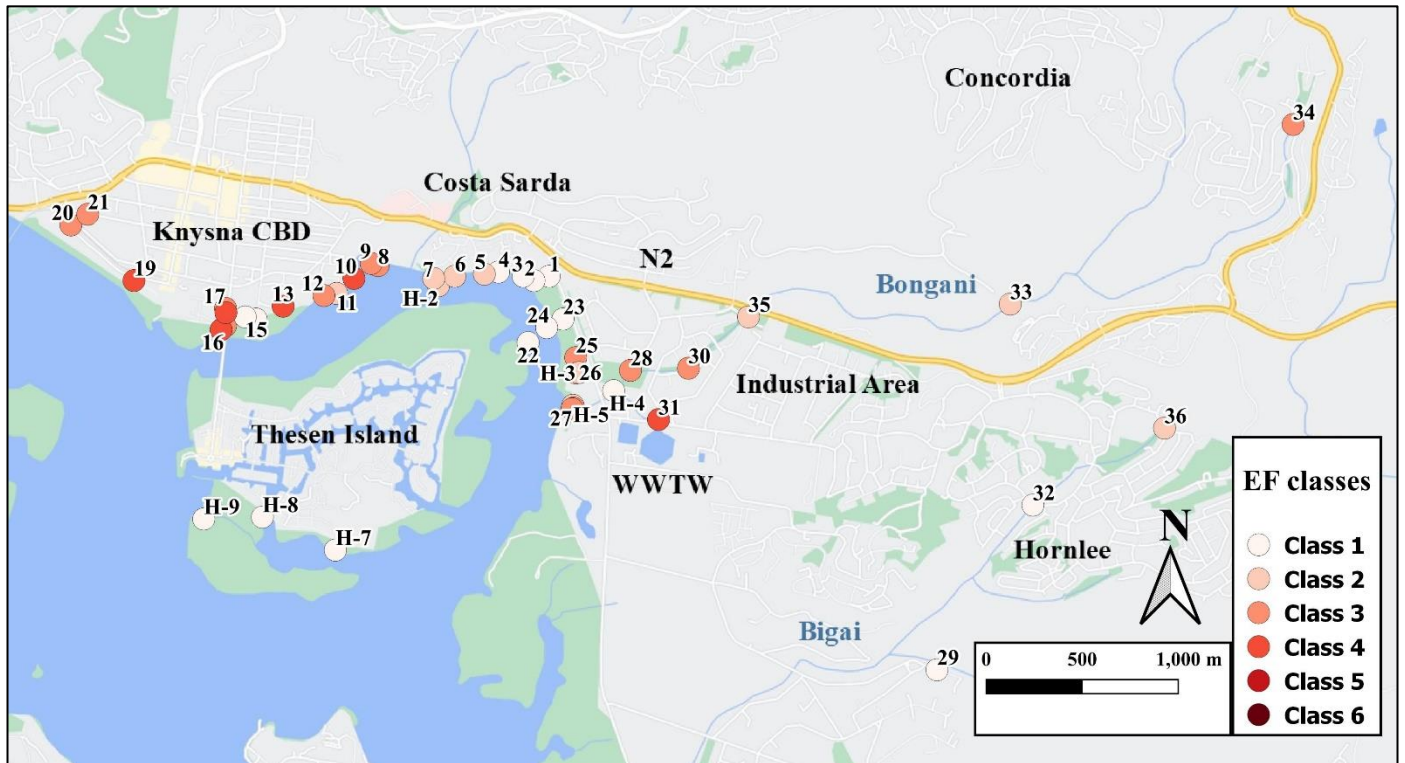 Concordia
34
Costa Sarda
20
21
Knysna CBD
9
8
10
7
6
5
4
3
2
1
N2
Bongani
33
19
12
11
H-2
17
13
15
16
24
23
22
35
25
H-3
26
28
30
Industrial Area
H-4
27
H-5
31
36
Thesen Island
WWTW
EF classes
H-9
H-8
H-7
32
Hornlee
N
Class 1
Class 2
Class 3
Class 4
Class 5
Class 6
Bigai
29
0 500 1,000 m